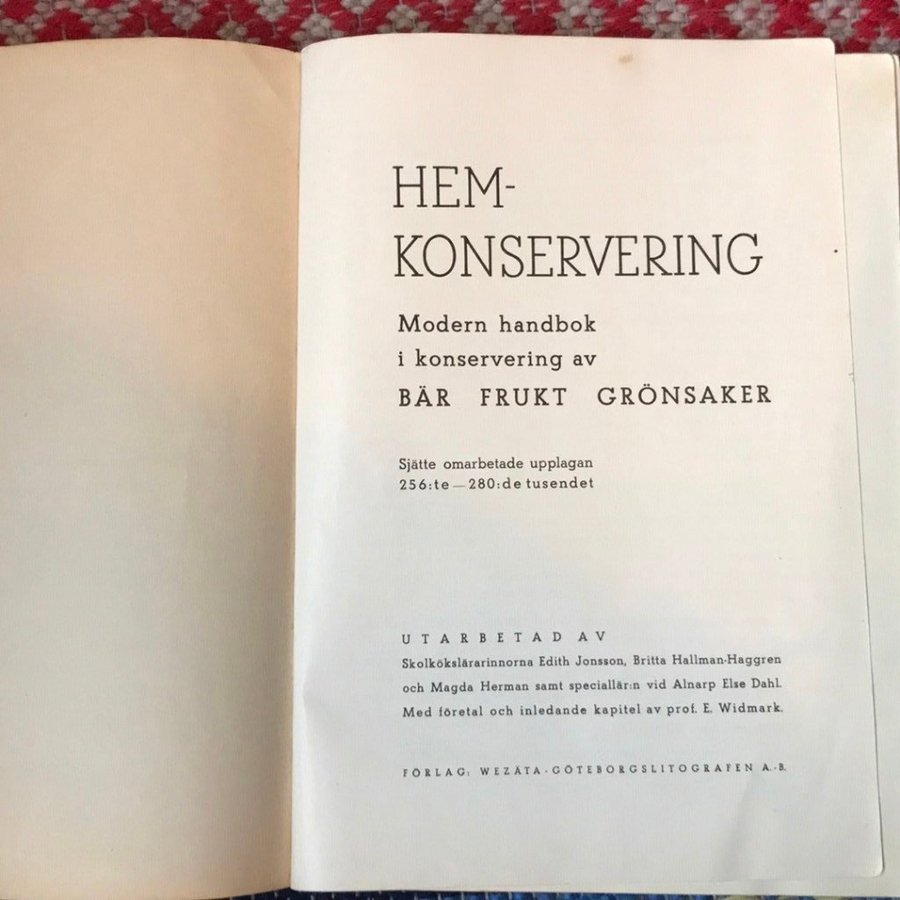 HEM-
KONSERVERING
Modern handbok
i konservering av
BÄR FRUKT GRÖNSAKER
Sjätte omarbetade upplagan
256:te — 280:de tusendet
UTARBETAD AV
Skolkökslärarinnorna Edith Jonsson, Britta Hallman-Haggren
och Magda Herman samt speciallär:n vid Alnarp Else Dahl.
Med företal och inledande kapitel av prof. E. Widmark.
FÖRLAG: WEZÄTA-GÖTEBORGSLITOGRAFEN A.-B.